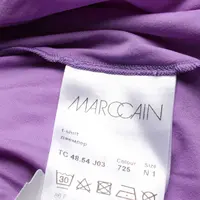 MARCCAIN
T-shirt
Colour Size
TC 48.54 J03 725 N 1
30